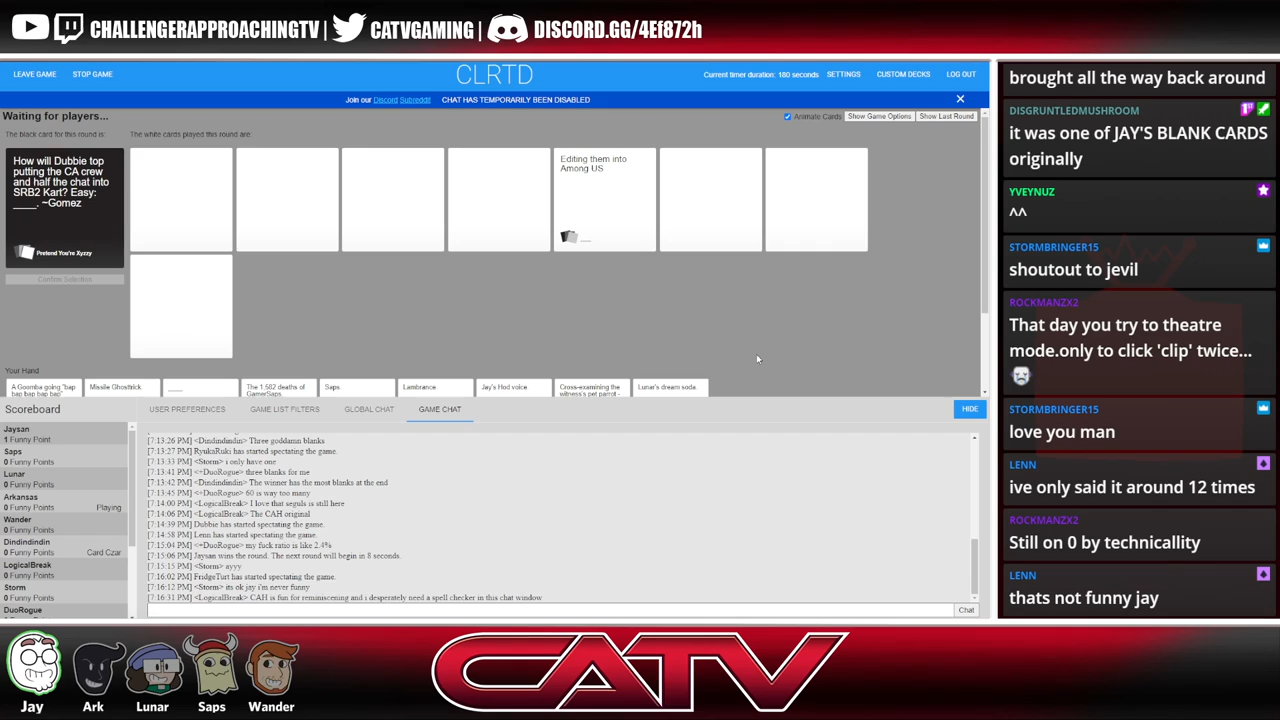 CHALLENGERAPPROACHINGTV | CATVGAMING | DISCORD.GG/4Ef872h
LEAVE GAME STOP GAME
CLRTD
Current timer duration: 180 seconds SETTINGS CUSTOM DECKS LOG OUT
Join our Discord Subreddit CHAT HAS TEMPORARILY BEEN DISABLED
Waiting for players...
Animate Cards Show Game Options Show Last Round
The black card for this round is:
The white cards played this round are:
How will Dubbie top
putting the CA crew
and half the chat into
SRB2 Kart? Easy:
____. ~Gomez
Pretend You're Xyzzy
Confirm Selection
Editing them into
Among US
____
Your Hand
A Goomba going "bap
bap bap bap bap"
Missile Ghosttrick.
____
The 1,582 deaths of
GamerSaps
Saps.
Lambrance
Jay's Hod voice
Cross-examining the
witness's pet parrot -
Lunar's dream soda.
Scoreboard
Jaysan
1 Funny Point
Saps
0 Funny Points
Lunar
0 Funny Points
Arkansas
0 Funny Points Playing
Wander
0 Funny Points
Dindindindin
0 Funny Points Card Czar
LogicalBreak
0 Funny Points
Storm
0 Funny Points
DuoRogue
USER PREFERENCES GAME LIST FILTERS GLOBAL CHAT GAME CHAT
HIDE
[7:13:26 PM] <Dindindindin> Three goddamn blanks
[7:13:27 PM] RyukaRuki has started spectating the game.
[7:13:33 PM] <Storm> i only have one
[7:13:41 PM] <+DuoRogue> three blanks for me
[7:13:42 PM] <Dindindindin> The winner has the most blanks at the end
[7:13:45 PM] <+DuoRogue> 60 is way too many
[7:14:00 PM] <LogicalBreak> I love that seguls is still here
[7:14:06 PM] <LogicalBreak> The CAH original
[7:14:39 PM] Dubbie has started spectating the game.
[7:14:58 PM] Lenn has started spectating the game.
[7:15:04 PM] <+DuoRogue> my fuck ratio is like 2.4%
[7:15:06 PM] Jaysan wins the round. The next round will begin in 8 seconds.
[7:15:15 PM] <Storm> ayyy
[7:16:02 PM] FridgeTurt has started spectating the game.
[7:16:12 PM] <Storm> its ok jay i'm never funny
[7:16:31 PM] <LogicalBreak> CAH is fun for reminiscening and i desperately need a spell checker in this chat window
Chat
brought all the way back around
DISGRUNTLEDMUSHROOM
it was one of JAY'S BLANK CARDS
originally
YVEYNUZ
^^
STORMBRINGER15
shoutout to jevil
ROCKMANZX2
That day you try to theatre
mode.only to click 'clip' twice...
STORMBRINGER15
love you man
LENN
ive only said it around 12 times
ROCKMANZX2
Still on 0 by technicallity
LENN
thats not funny jay
Jay Ark Lunar Saps Wander
CATV